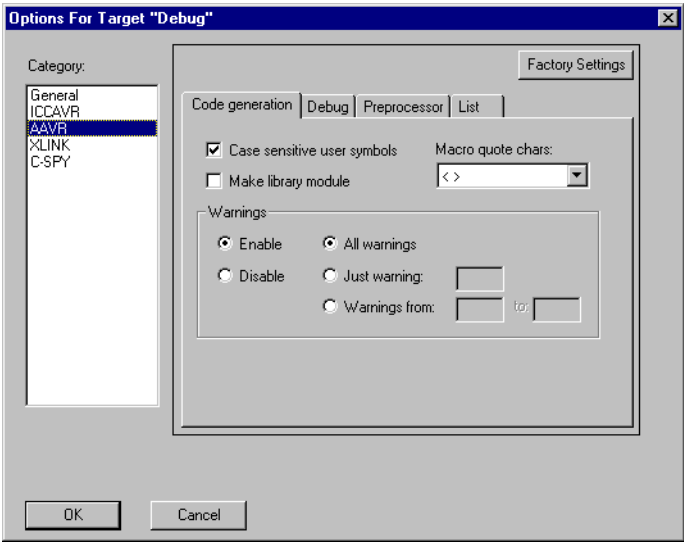 Options For Target "Debug"
Category:
Factory Settings
General
ICCAVR
AAVR
XLINK
C-SPY
Code generation Debug Preprocessor List
Case sensitive user symbols
Macro quote chars:
Make library module
< >
Warnings
Enable All warnings
Disable Just warning:
Warnings from: to:
OK Cancel